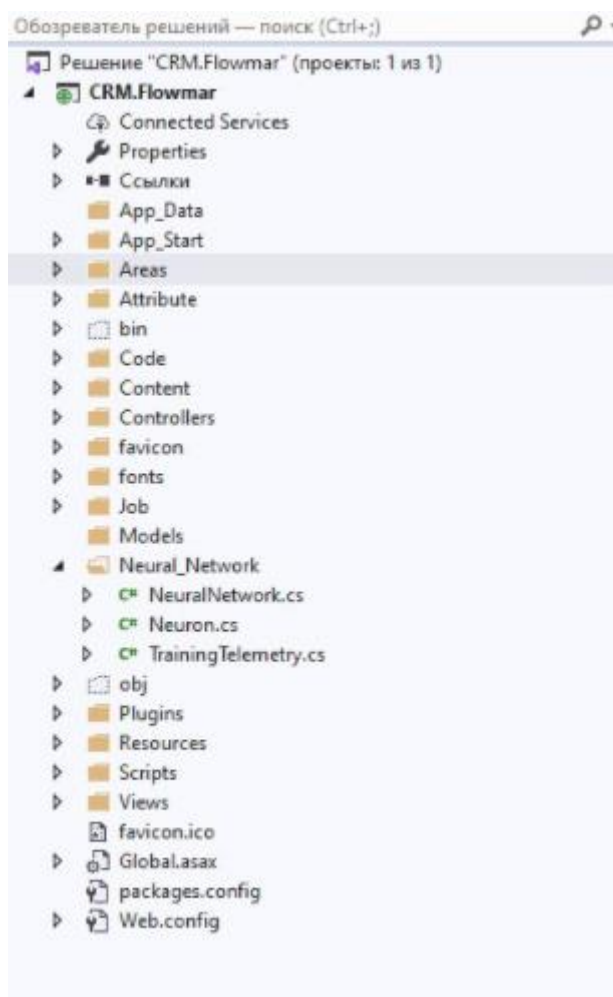 Обозреватель решений — поиск (Ctrl+;)
Решение "CRM.Flowmar" (проекты: 1 из 1)
CRM.Flowmar
Connected Services
Properties
Ссылки
App_Data
App_Start
Areas
Attribute
bin
Code
Content
Controllers
favicon
fonts
Job
Models
Neural_Network
C# NeuralNetwork.cs
C# Neuron.cs
C# TrainingTelemetry.cs
obj
Plugins
Resources
Scripts
Views
favicon.ico
Global.asax
packages.config
Web.config